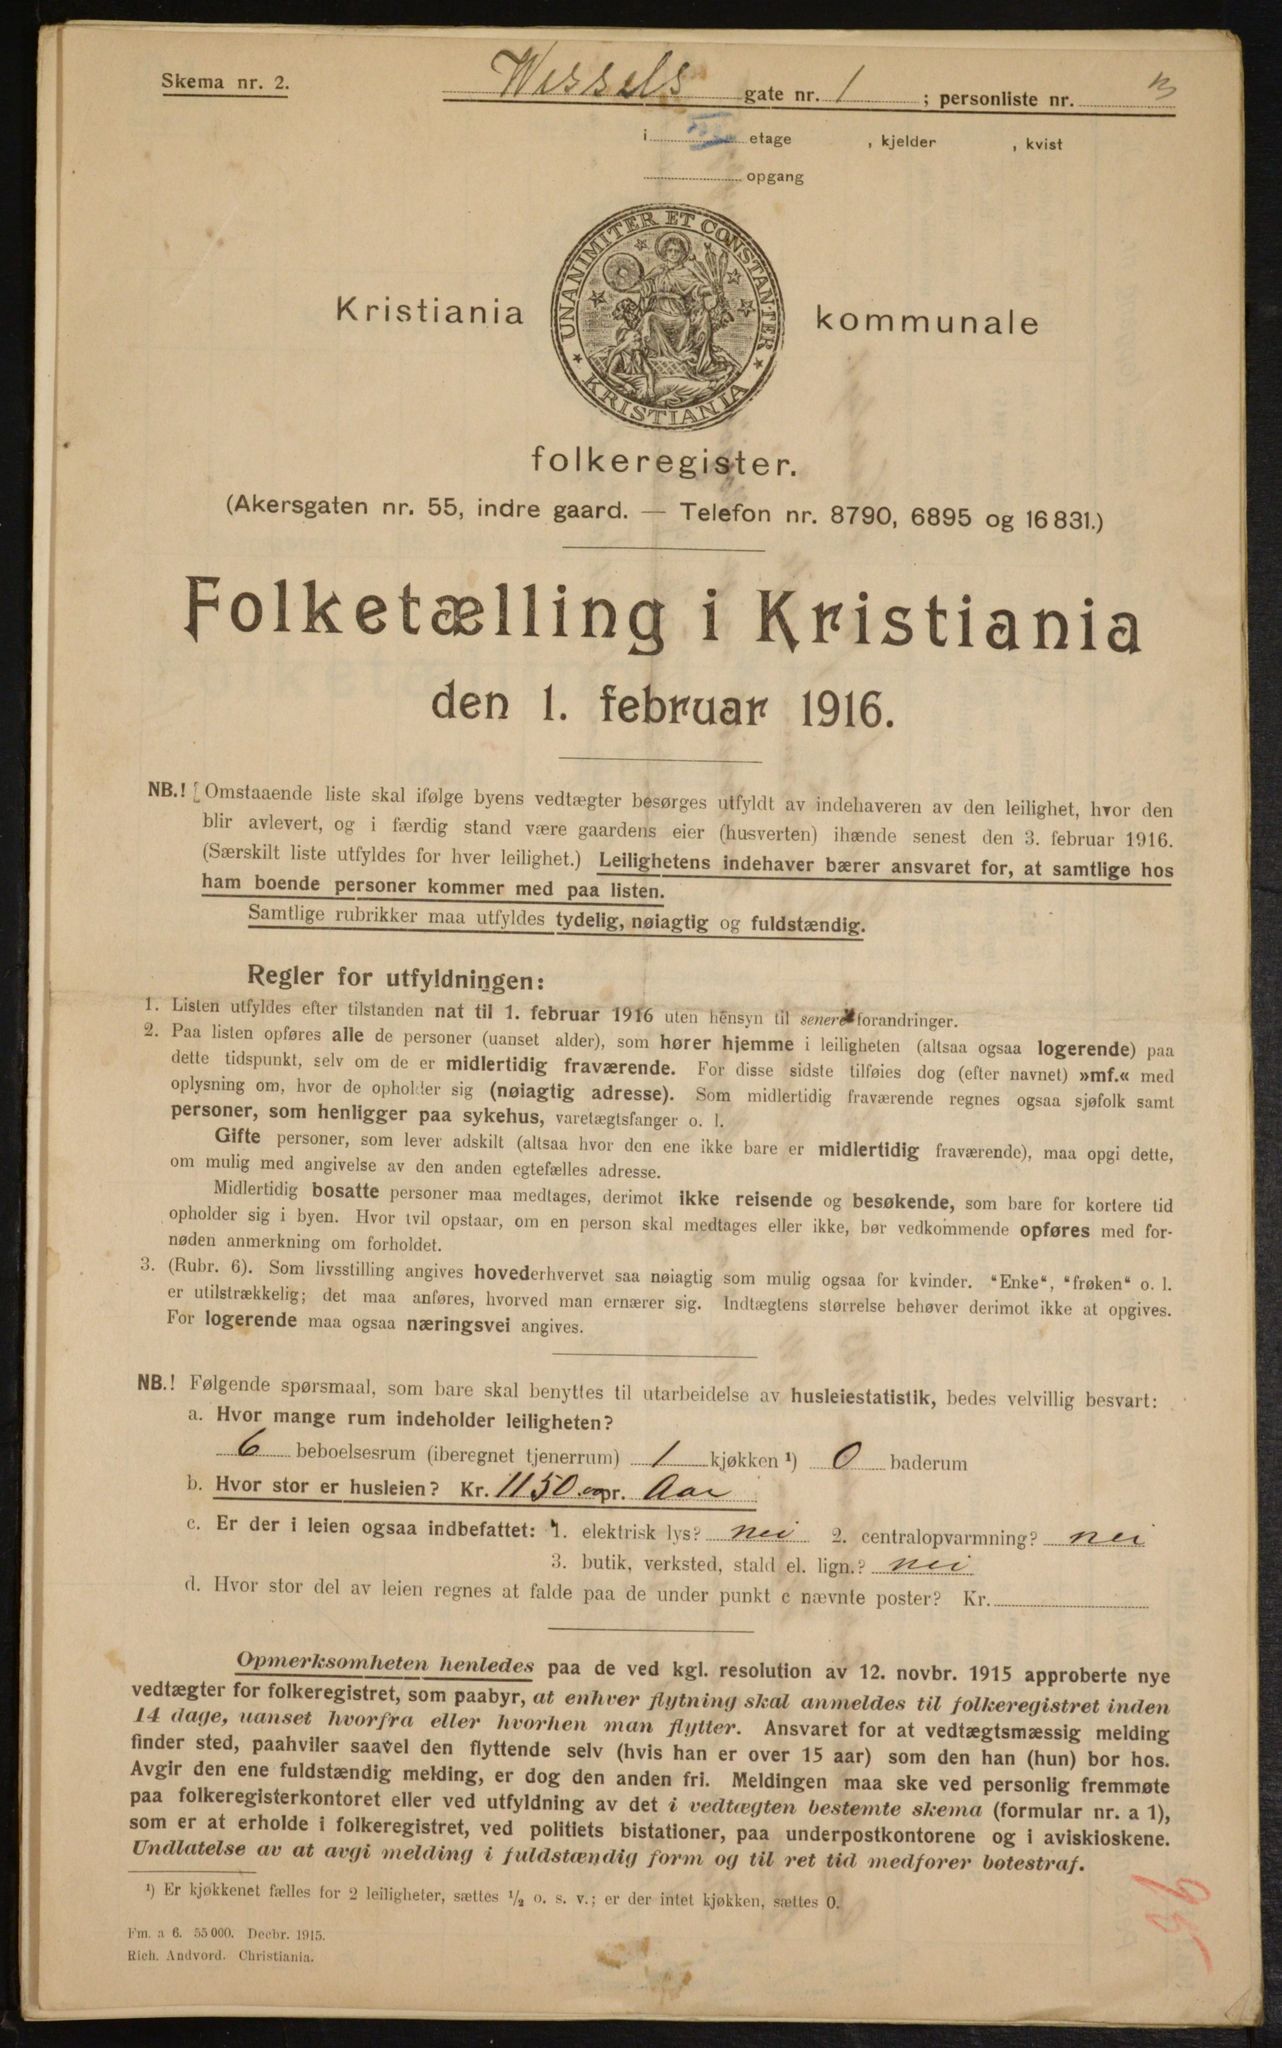 Skema nr. 2.
Wessels gate nr. 1 ; personliste nr.
i etage , kjelder , kvist
opgang
UNANIMITER ET CONSTANTER
KRISTIANIA
Kristiania kommunale
folkeregister.
(Akersgaten nr. 55, indre gaard. — Telefon nr. 8790, 6895 og 16 831.)
Folketælling i Kristiania
den 1. februar 1916.
NB.! Omstaaende liste skal ifølge byens vedtægter besørges utfyldt av indehaveren av den leilighet, hvor den
blir avlevert, og i færdig stand være gaardens eier (husverten) ihænde senest den 3. februar 1916.
(Særskilt liste utfyldes for hver leilighet.) Leilighetens indehaver bærer ansvaret for, at samtlige hos
ham boende personer kommer med paa listen.
Samtlige rubrikker maa utfyldes tydelig, nøiagtig og fuldstændig.
Regler for utfyldningen:
1. Listen utfyldes efter tilstanden nat til 1. februar 1916 uten hensyn til senere forandringer.
2. Paa listen opføres alle de personer (uanset alder), som hører hjemme i leiligheten (altsaa ogsaa logerende) paa
dette tidspunkt, selv om de er midlertidig fraværende. For disse sidste tilføies dog (efter navnet) »mf.« med
oplysning om, hvor de opholder sig (nøiagtig adresse). Som midlertidig fraværende regnes ogsaa sjøfolk samt
personer, som henligger paa sykehus, varetægtsfanger o. l.
Gifte personer, som lever adskilt (altsaa hvor den ene ikke bare er midlertidig fraværende), maa opgi dette,
om mulig med angivelse av den anden egtefælles adresse.
Midlertidig bosatte personer maa medtages, derimot ikke reisende og besøkende, som bare for kortere tid
opholder sig i byen. Hvor tvil opstaar, om en person skal medtages eller ikke, bør vedkommende opføres med for-
nøden anmerkning om forholdet.
3. (Rubr. 6). Som livsstilling angives hovederhvervet saa nøiagtig som mulig ogsaa for kvinder. “Enke“, “frøken“ o. l.
er utilstrækkelig; det maa anføres, hvorved man ernærer sig. Indtægtens størrelse behøver derimot ikke at opgives.
For logerende maa ogsaa næringsvei angives.
NB.! Følgende spørsmaal, som bare skal benyttes til utarbeidelse av husleiestatistik, bedes velvillig besvart:
a. Hvor mange rum indeholder leiligheten?
6 beboelsesrum (iberegnet tjenerrum) 1 kjøkken ¹) 0 baderum
b. Hvor stor er husleien? Kr. 1150.00 pr. Aar
c. Er der i leien ogsaa indbefattet: 1. elektrisk lys? nei 2. centralopvarmning? nei
3. butik, verksted, stald el. lign.? nei
d. Hvor stor del av leien regnes at falde paa de under punkt c nævnte poster? Kr.
Opmerksomheten henledes paa de ved kgl. resolution av 12. novbr. 1915 approberte nye
vedtægter for folkeregistret, som paabyr, at enhver flytning skal anmeldes til folkeregistret inden
14 dage, uanset hvorfra eller hvorhen man flytter. Ansvaret for at vedtægtsmæssig melding
finder sted, paahviler saavel den flyttende selv (hvis han er over 15 aar) som den han (hun) bor hos.
Avgir den ene fuldstændig melding, er dog den anden fri. Meldingen maa ske ved personlig fremmøte
paa folkeregisterkontoret eller ved utfyldning av det i vedtægten bestemte skema (formular nr. a 1),
som er at erholde i folkeregistret, ved politiets bistationer, paa underpostkontorene og i aviskioskene.
Undlatelse av at avgi melding i fuldstændig form og til ret tid medfører bøtestraf.
¹) Er kjøkkenet fælles for 2 leiligheter, sættes ½ o. s. v.; er der intet kjøkken, sættes 0.
Fm. a 6. 55 000. Decbr. 1915.
Rich. Andvord. Christiania.